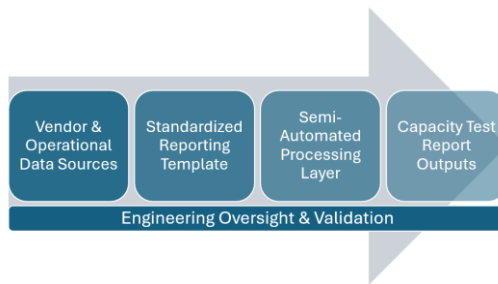 Vendor &
Operational
Data Sources
Standardized
Reporting
Template
Semi-
Automated
Processing
Layer
Capacity Test
Report
Outputs
Engineering Oversight & Validation